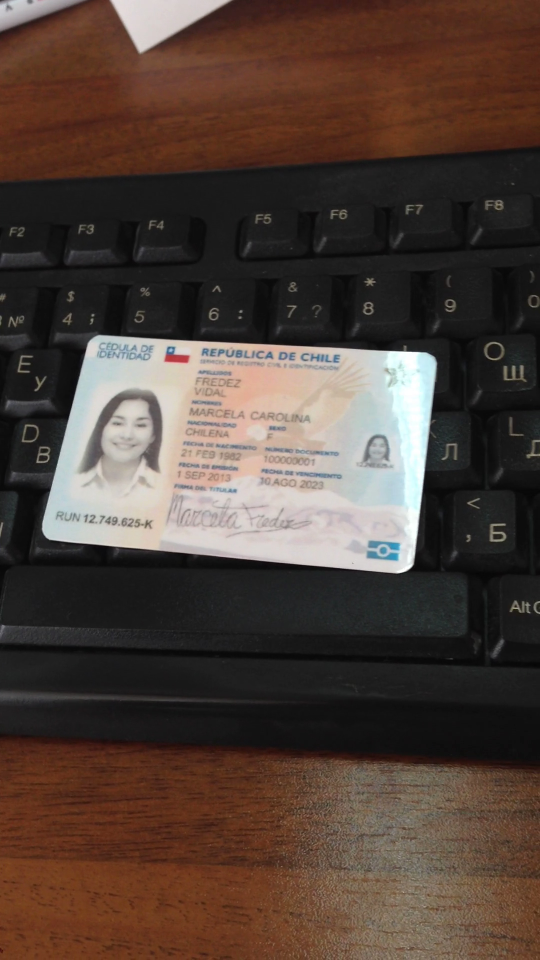 F2 F3 F4 F5 F6 F7 F8
# $ % ^ & * ( )
№ 4 ; 5 6 : 7 ? 8 9 0
E У
О Щ
D В
Л
L Д
< , Б
Alt
CÉDULA DE
IDENTIDAD
REPÚBLICA DE CHILE
SERVICIO DE REGISTRO CIVIL E IDENTIFICACIÓN
APELLIDOS
FREDEZ
VIDAL
NOMBRES
MARCELA CAROLINA
NACIONALIDAD SEXO
CHILENA F
FECHA DE NACIMIENTO NÚMERO DOCUMENTO
21 FEB 1982 100000001
FECHA DE EMISIÓN FECHA DE VENCIMIENTO
1 SEP 2013 10 AGO 2023
FIRMA DEL TITULAR
Marcela Fredez
RUN 12.749.625-K